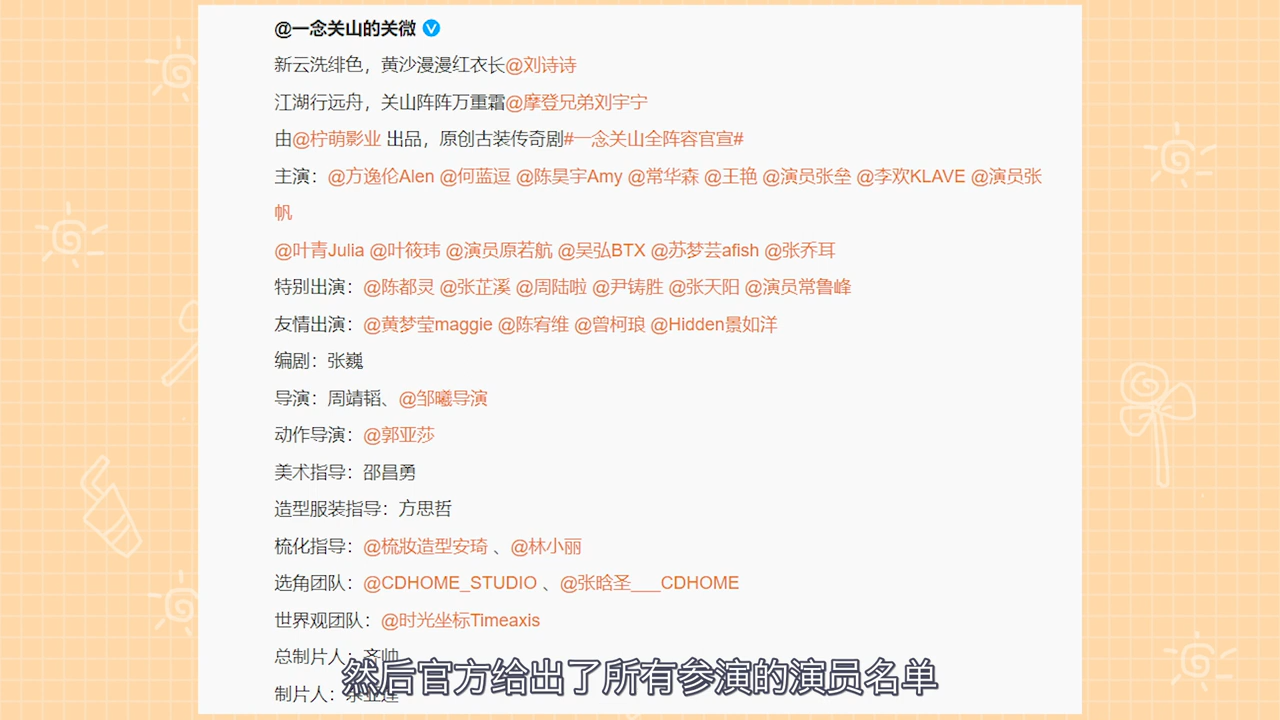 @一念关山的关微
新云洗绯色，黄沙漫漫红衣长@刘诗诗
江湖行远舟，关山阵阵万重霜@摩登兄弟刘宇宁
由@柠萌影业 出品，原创古装传奇剧#一念关山全阵容官宣#
主演：@方逸伦Alen @何蓝逗 @陈昊宇Amy @常华森 @王艳 @演员张垒 @李欢KLAVE @演员张
帆
@叶青Julia @叶筱玮 @演员原若航 @吴弘BTX @苏梦芸afish @张乔耳
特别出演：@陈都灵 @张芷溪 @周陆啦 @尹铸胜 @张天阳 @演员常鲁峰
友情出演：@黄梦莹maggie @陈宥维 @曾柯琅 @Hidden景如洋
编剧：张巍
导演：周靖韬、@邹曦导演
动作导演：@郭亚莎
美术指导：邵昌勇
造型服装指导：方思哲
梳化指导：@梳妝造型安琦 、@林小丽
选角团队：@CDHOME_STUDIO 、@张晗圣___CDHOME
世界观团队：@时光坐标Timeaxis
总制片人：
然后官方给出了所有参演的演员名单
制片人：